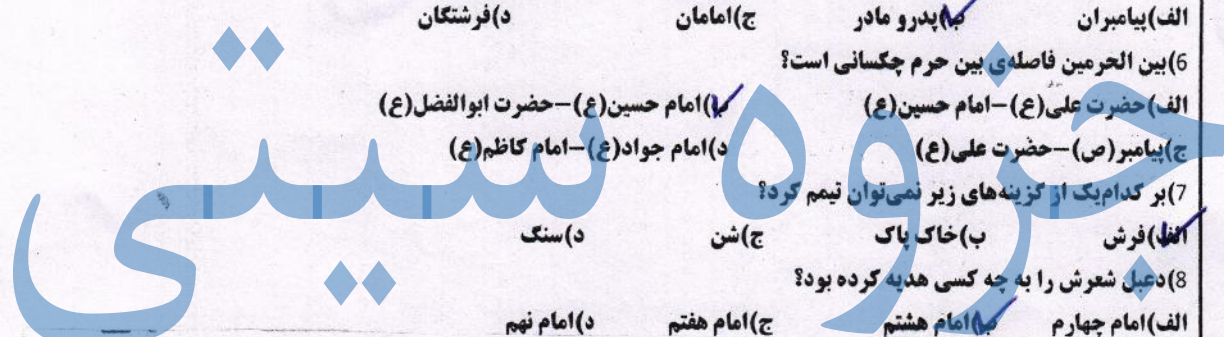 الف)پیامبران ب)پدرو مادر ج)امامان د)فرشتگان
6)بین الحرمین فاصله‌ی بین حرم چکسانی است؟
الف)حضرت علی(ع)–امام حسین(ع) ب)امام حسین(ع)–حضرت ابوالفضل(ع)
ج)پیامبر(ص)–حضرت علی(ع) د)امام جواد(ع)–امام کاظم(ع)
7)بر کدام‌یک از گزینه‌های زیر نمی‌توان تیمم کرد؟
الف)فرش ب)خاک پاک ج)شن د)سنگ
8)دعبل شعرش را به چه کسی هدیه کرده بود؟
الف)امام چهارم ب)امام هشتم ج)امام هفتم د)امام نهم
جزوه سیتی